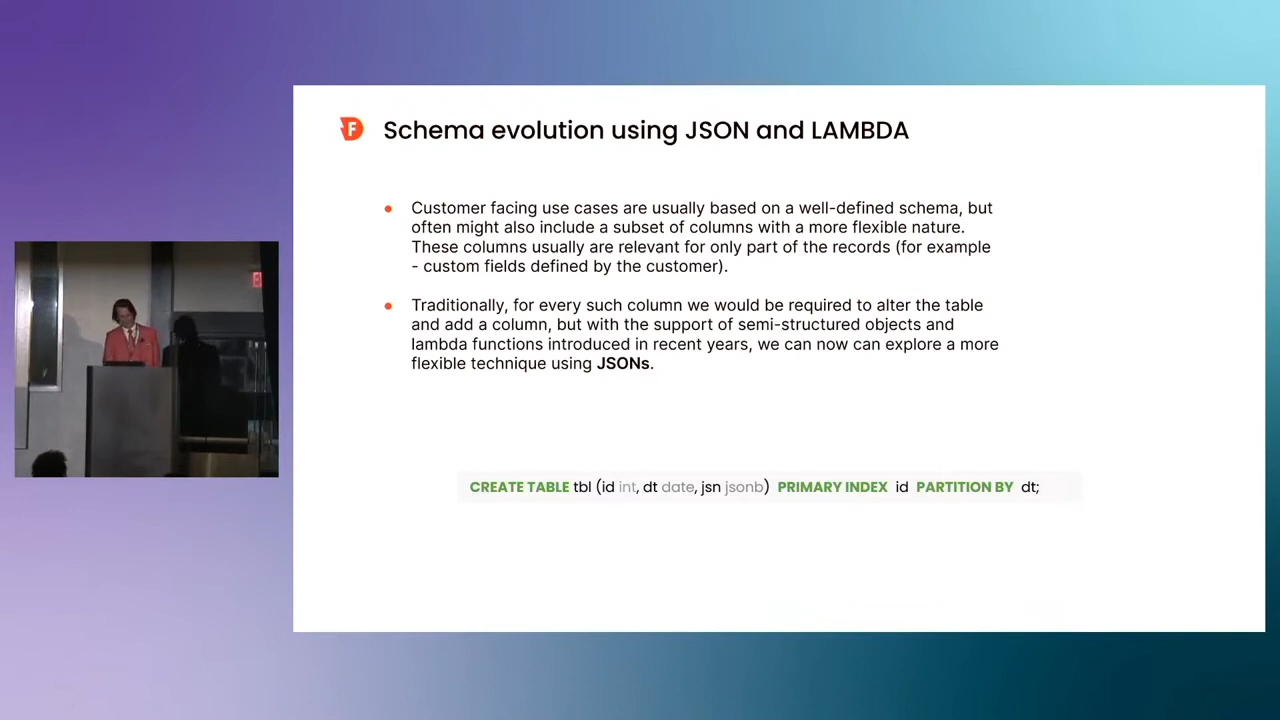 F
Schema evolution using JSON and LAMBDA
• Customer facing use cases are usually based on a well-defined schema, but
often might also include a subset of columns with a more flexible nature.
These columns usually are relevant for only part of the records (for example
- custom fields defined by the customer).
• Traditionally, for every such column we would be required to alter the table
and add a column, but with the support of semi-structured objects and
lambda functions introduced in recent years, we can now can explore a more
flexible technique using JSONs.
CREATE TABLE tbl (id int, dt date, jsn jsonb) PRIMARY INDEX id PARTITION BY dt;